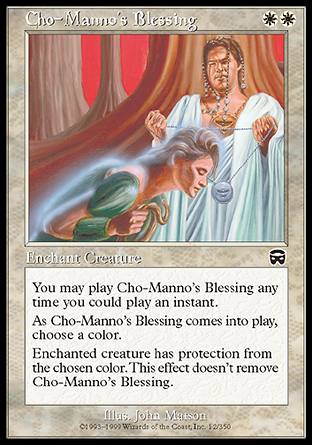 Cho-Manno's Blessing
Enchant Creature
You may play Cho-Manno's Blessing any
time you could play an instant.
As Cho-Manno's Blessing comes into play,
choose a color.
Enchanted creature has protection from
the chosen color. This effect doesn't remove
Cho-Manno's Blessing.
Illus. John Matson
©1993-1999 Wizards of the Coast, Inc. 12/350